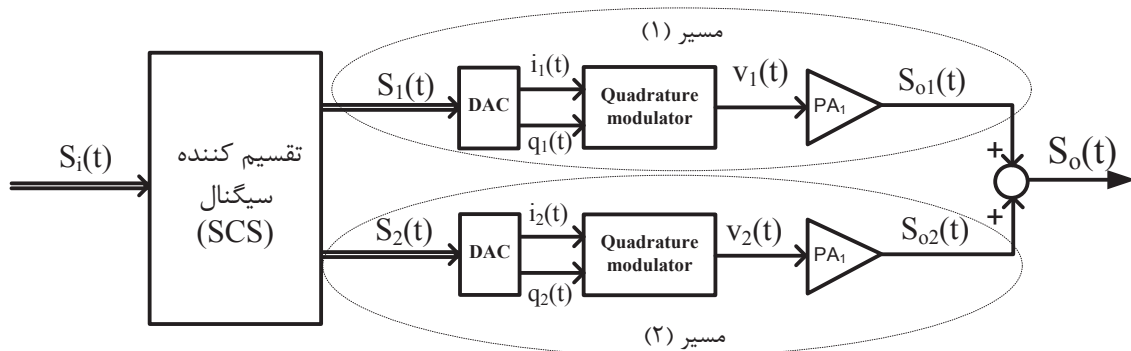 مسیر (۱)
S₁(t)
DAC
i₁(t)
q₁(t)
Quadrature
modulator
v₁(t)
PA₁
Sₒ₁(t)
Sᵢ(t)
تقسیم کننده
سیگنال
(SCS)
+
+
Sₒ(t)
S₂(t)
DAC
i₂(t)
q₂(t)
Quadrature
modulator
v₂(t)
PA₁
Sₒ₂(t)
مسیر (۲)